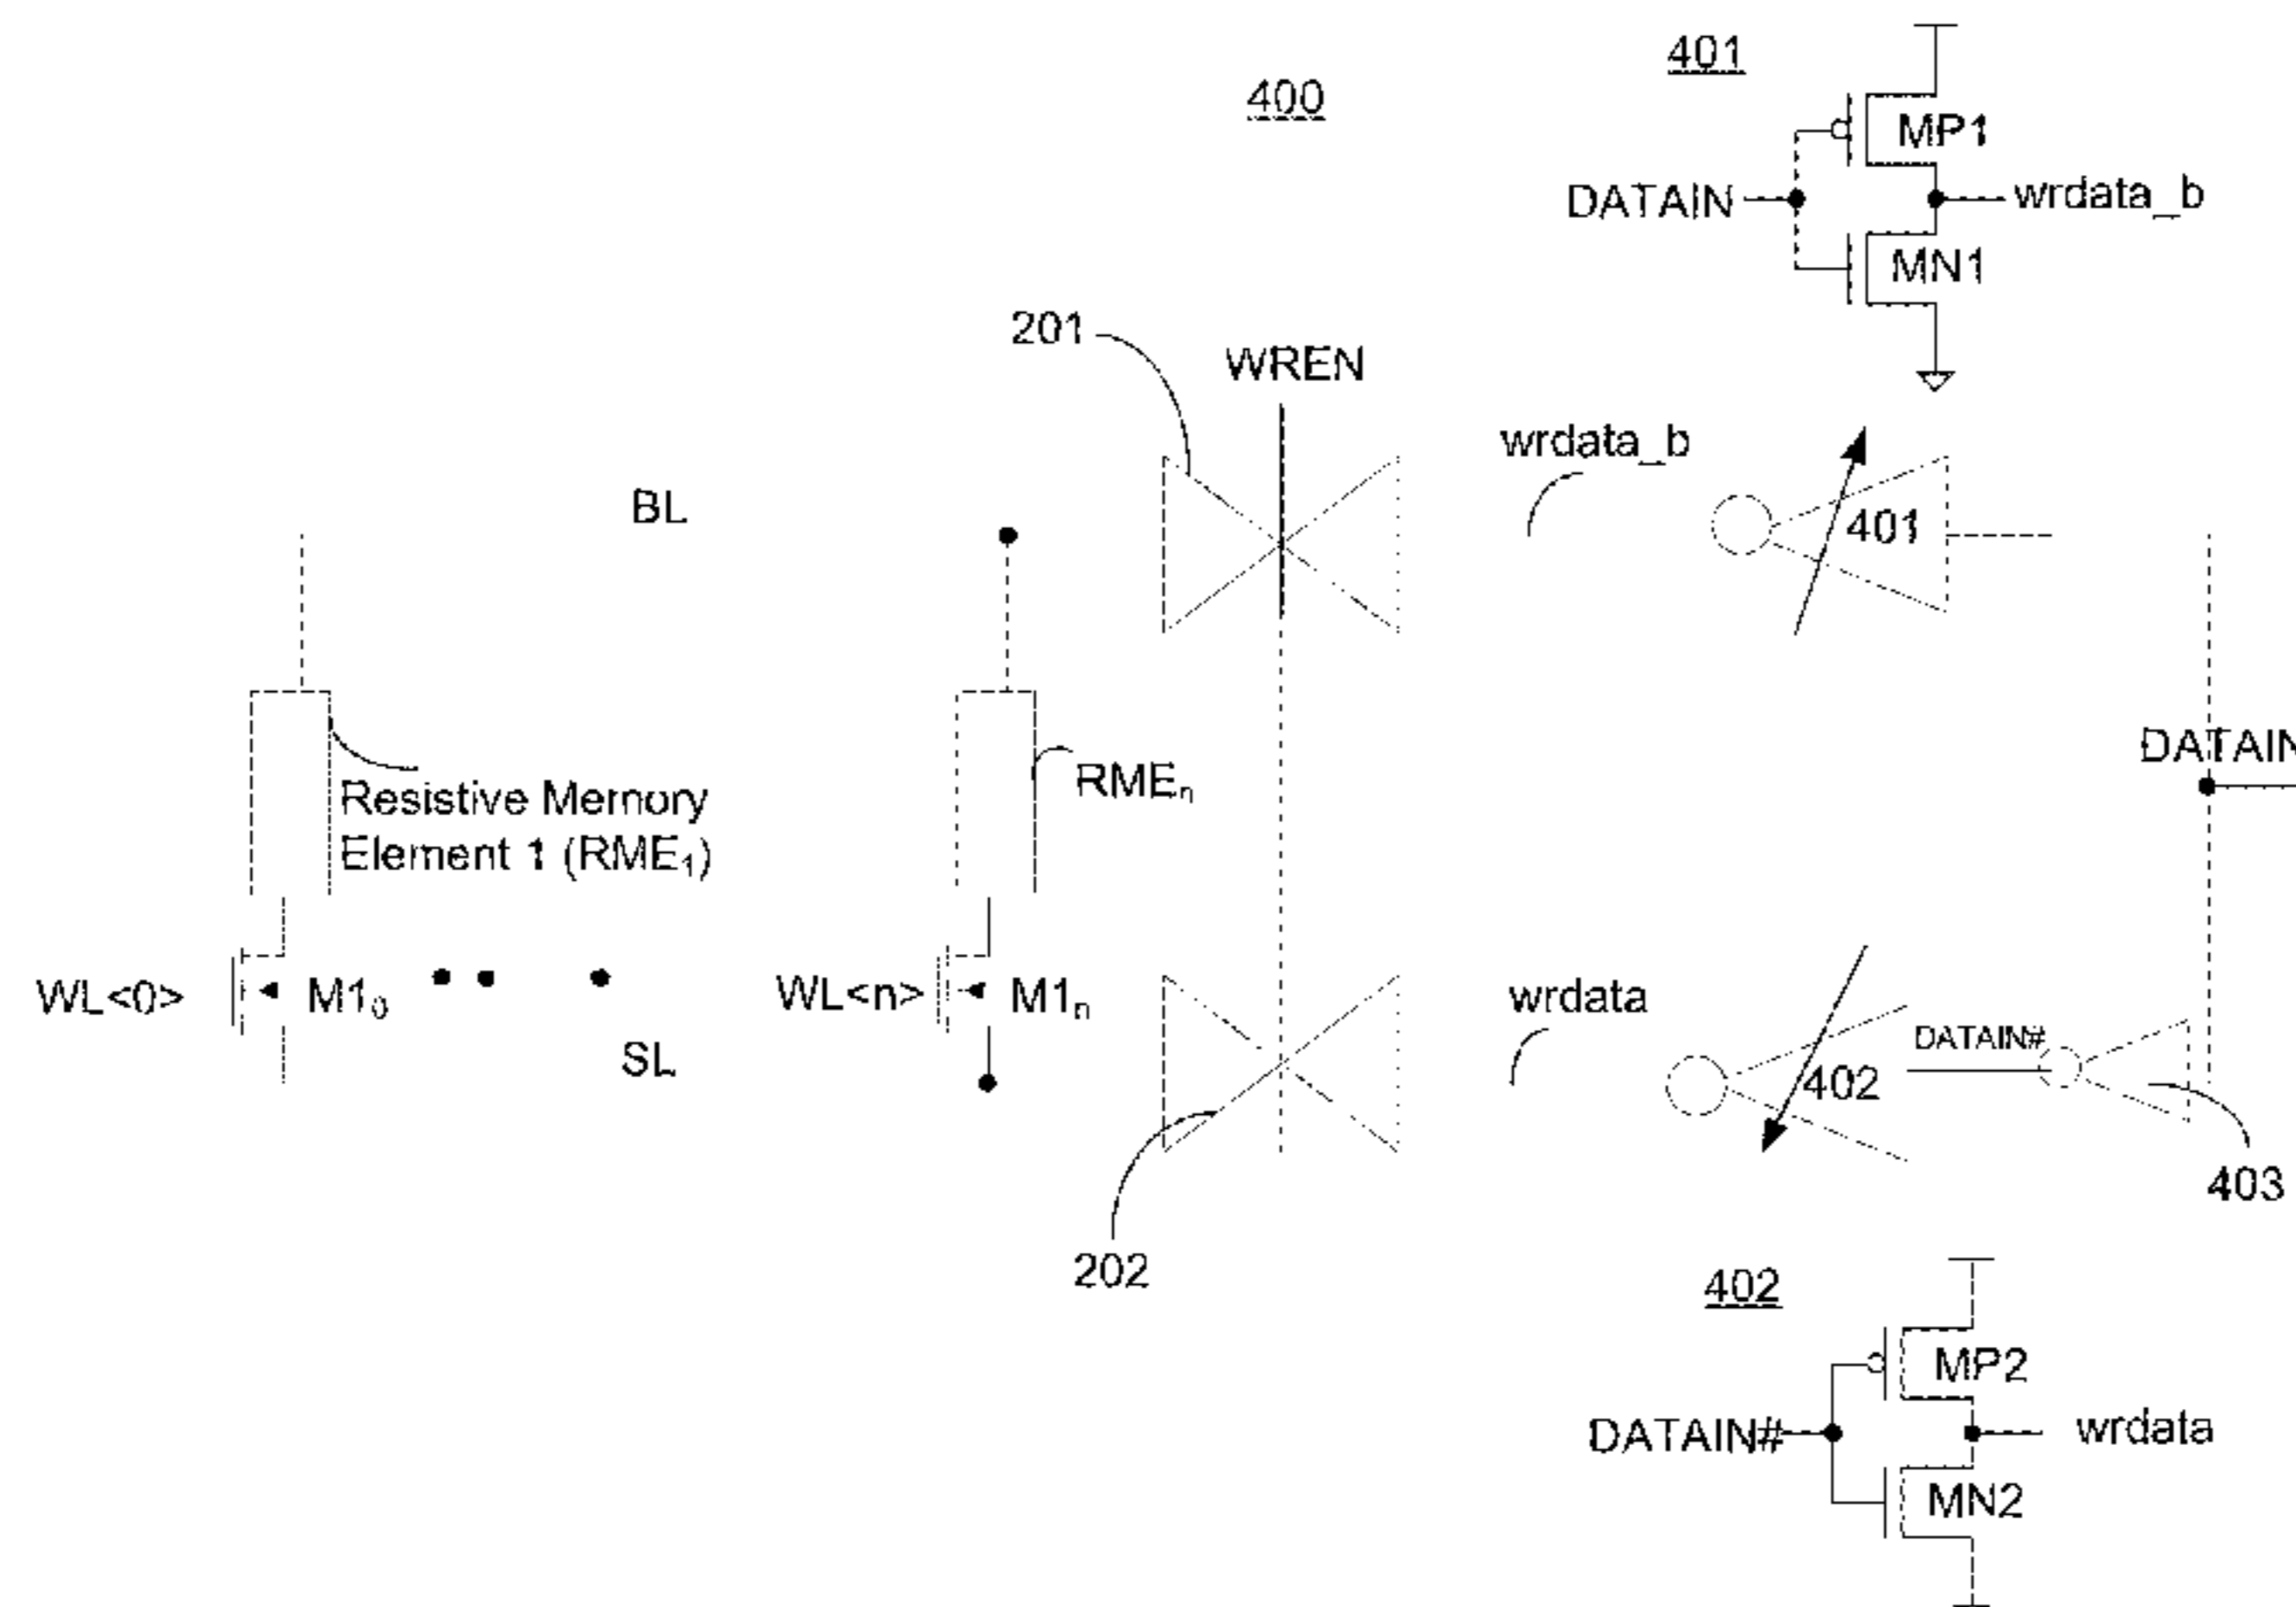 401
400
MP1
DATAIN
wrdata_b
MN1
201
WREN
wrdata_b
BL
401
DATAIN
RMEn
Resistive Memory
Element 1 (RME1)
WL<0>
M10
WL<n>
M1n
wrdata
DATAIN#
SL
402
403
202
402
MP2
DATAIN#
wrdata
MN2